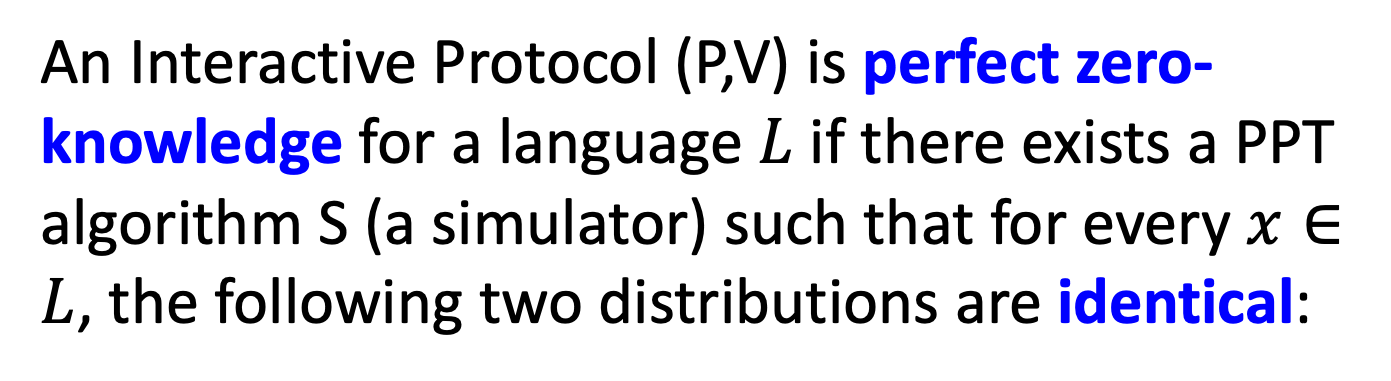 An Interactive Protocol (P,V) is perfect zero-
knowledge for a language L if there exists a PPT
algorithm S (a simulator) such that for every x ∈
L, the following two distributions are identical: